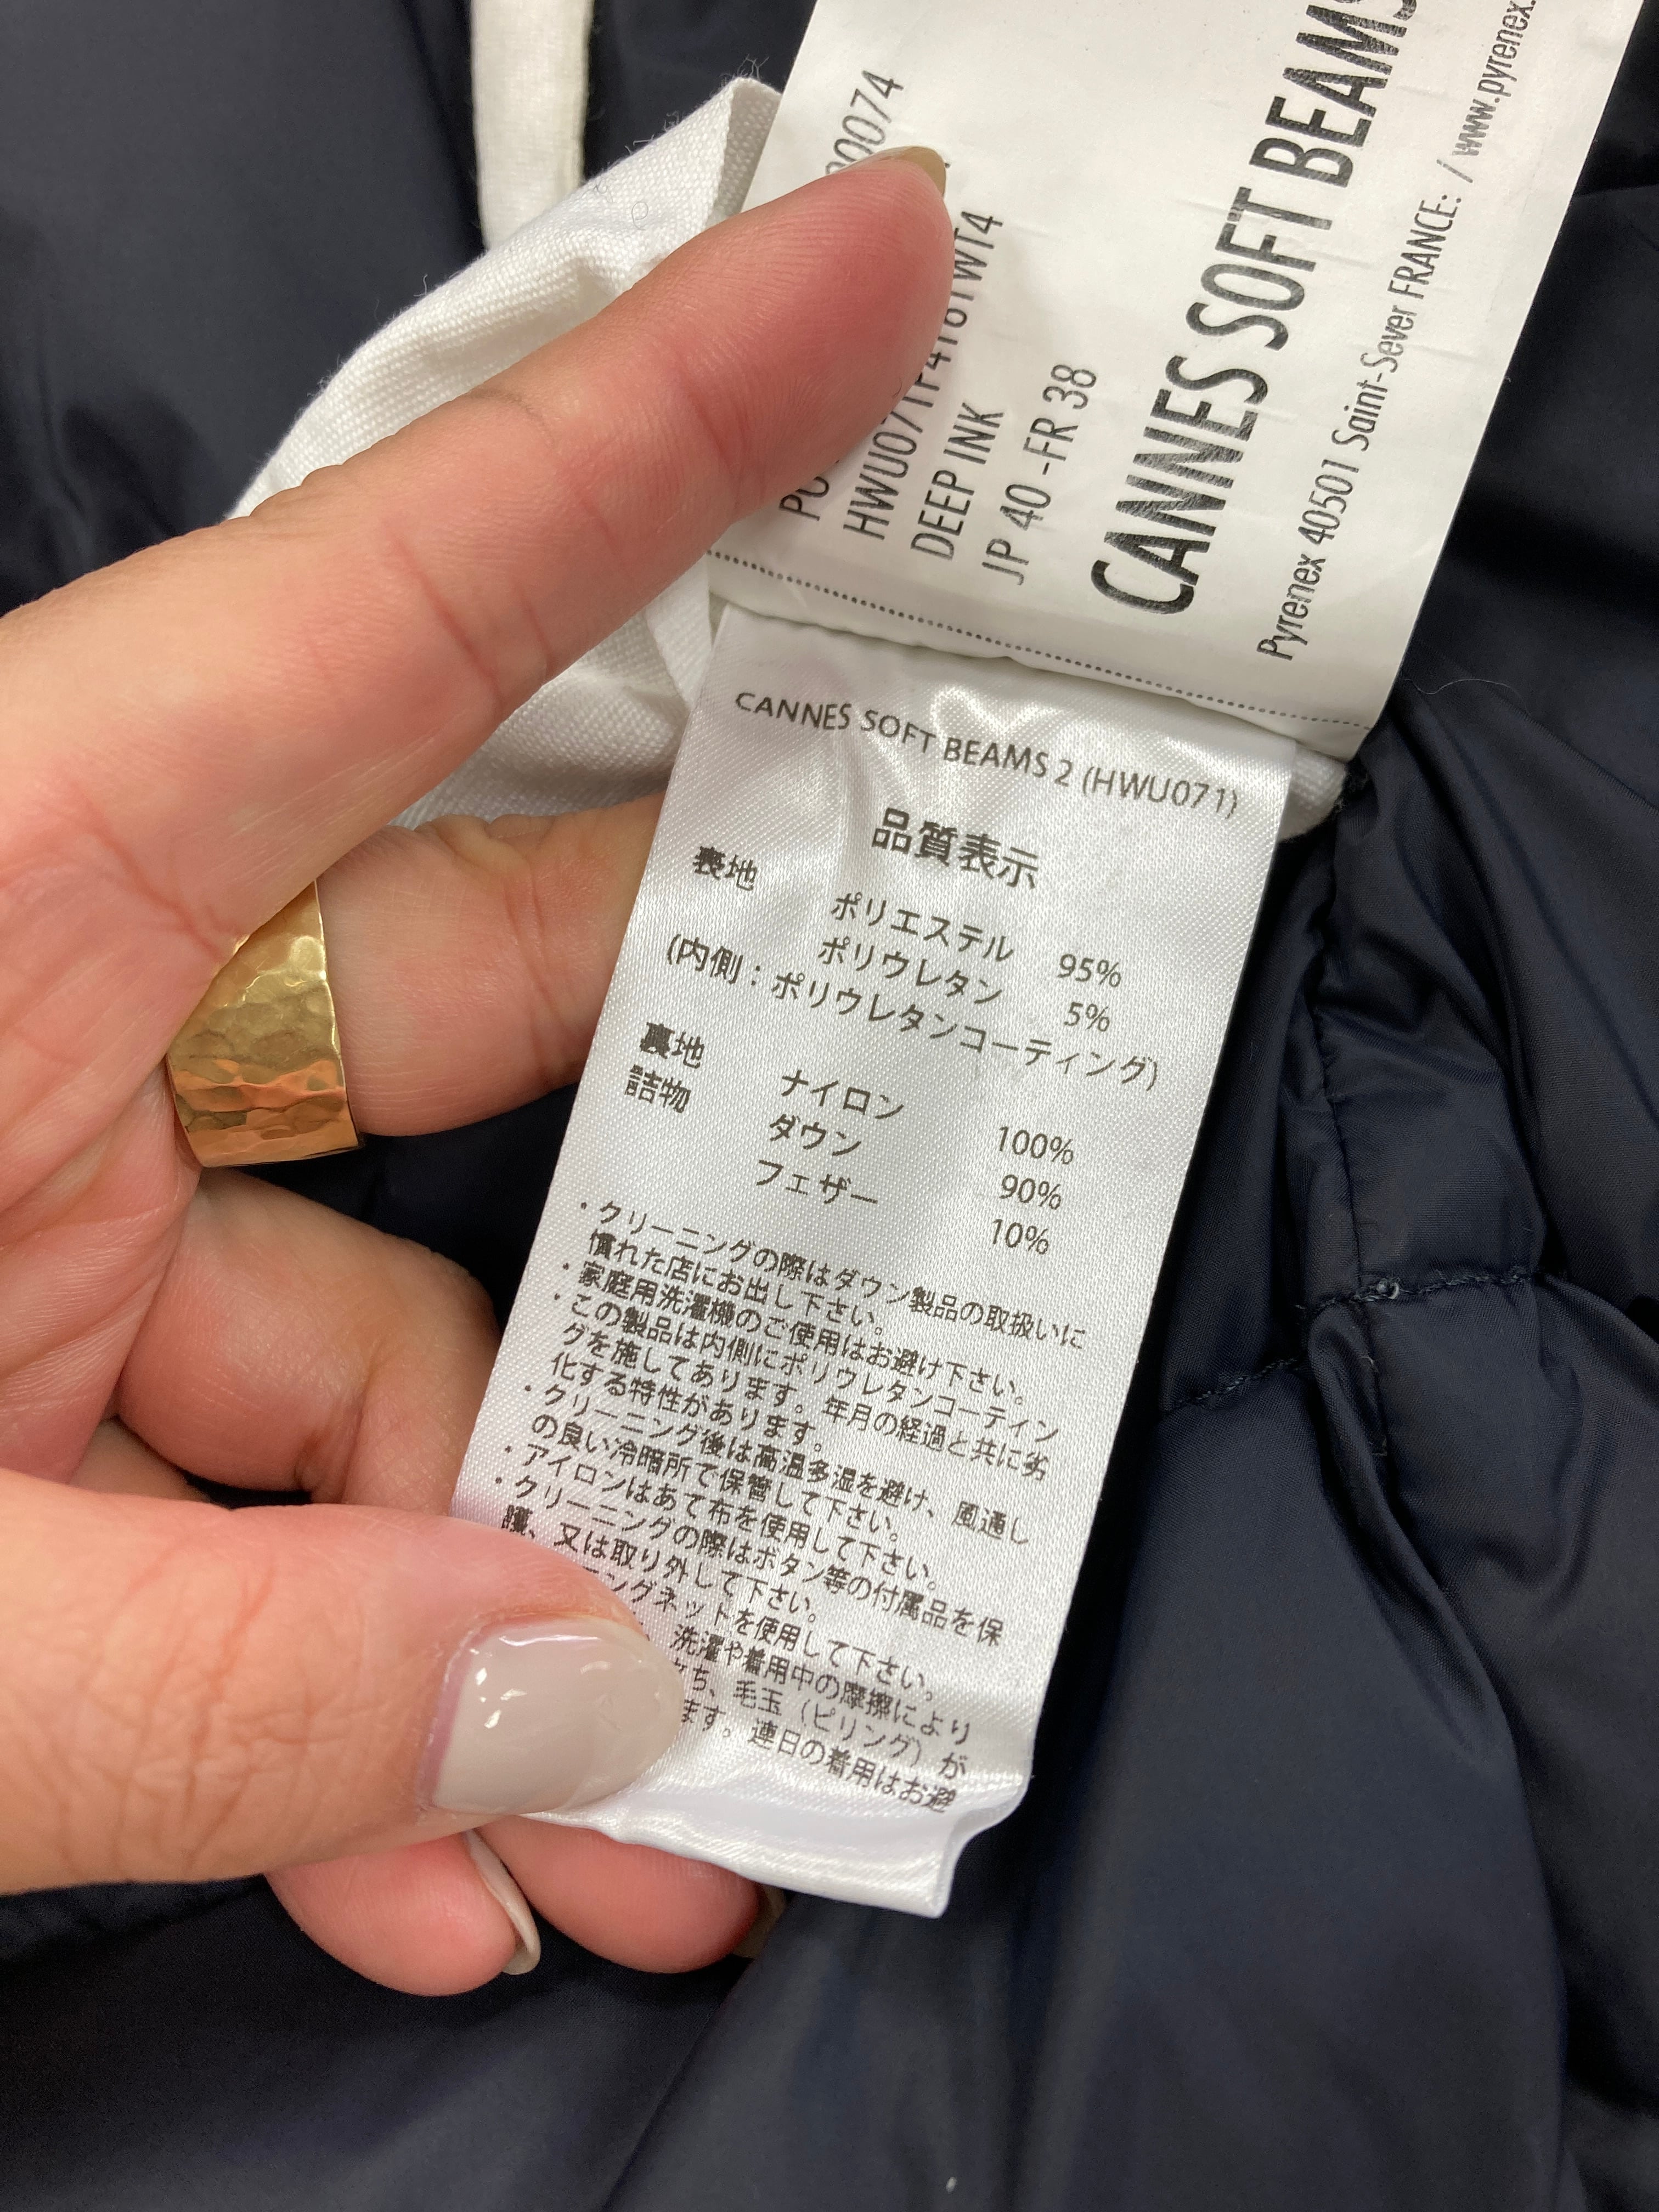 00074
HWU071F4161WT4
DEEP INK
JP 40 -FR 38
CANNES SOFT BEAMS
Pyrenex 40501 Saint-Sever FRANCE: / www.pyrenex.
CANNES SOFT BEAMS 2 (HWU071)
品質表示
表地 ポリエステル 95%
ポリウレタン 5%
(内側：ポリウレタンコーティング)
裏地 ナイロン 100%
詰物 ダウン 90%
フェザー 10%
・クリーニングの際はダウン製品の取扱いに
慣れた店にお出し下さい。
・家庭用洗濯機のご使用はお避け下さい。
・この製品は内側にポリウレタンコーティン
グを施してあります。年月の経過と共に劣
化する特性があります。
・クリーニング後は高温多湿を避け、風通し
の良い冷暗所で保管して下さい。
・アイロンはあて布を使用して下さい。
・クリーニングの際はボタン等の付属品を保
護、又は取り外して下さい。
ングネットを使用して下さい。
、洗濯や着用中の摩擦により
立ち、毛玉（ピリング）が
ます。連日の着用はお避